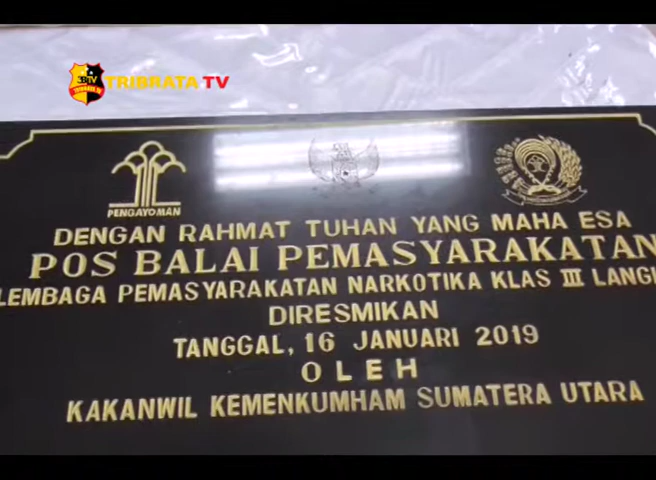 TRIBRATA TV
PENGAYOMAN
DENGAN RAHMAT TUHAN YANG MAHA ESA
POS BALAI PEMASYARAKATAN
LEMBAGA PEMASYARAKATAN NARKOTIKA KLAS III LANGK
DIRESMIKAN
TANGGAL, 16 JANUARI 2019
OLEH
KAKANWIL KEMENKUMHAM SUMATERA UTARA